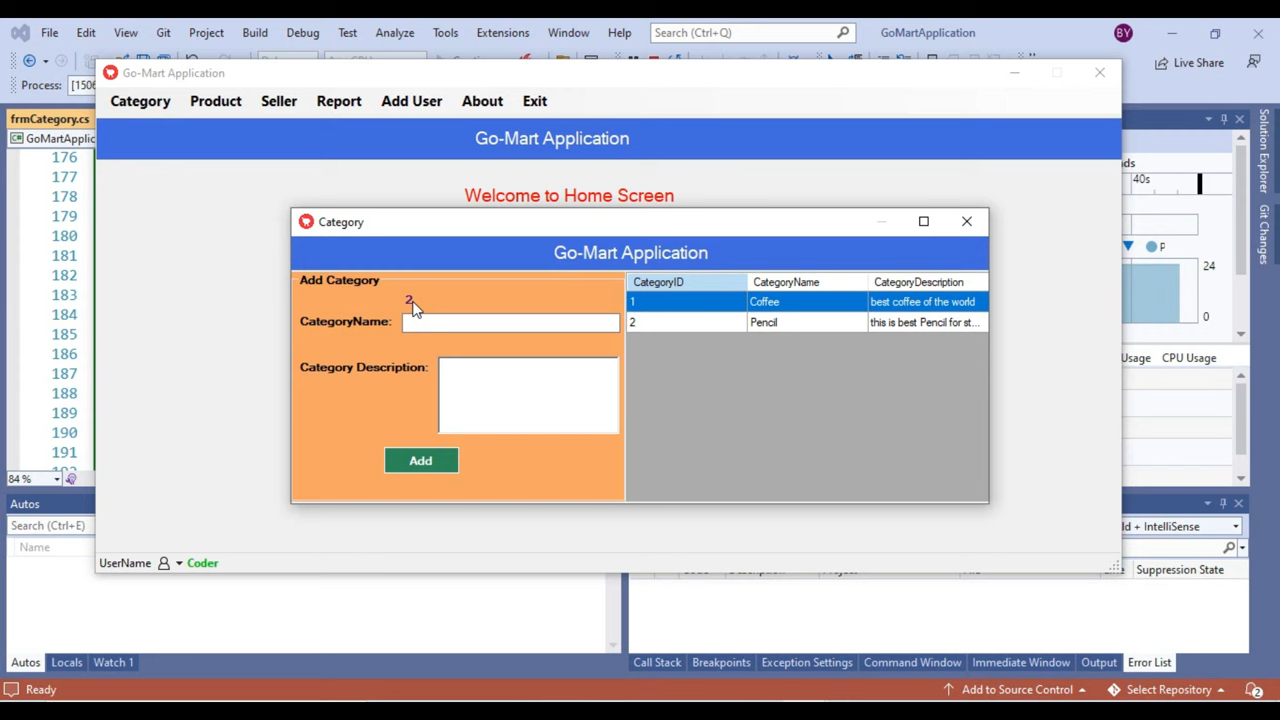 File Edit View Git Project Build Debug Test Analyze Tools Extensions Window Help Search (Ctrl+Q) GoMartApplication BY
Live Share
Process: [1506
Go-Mart Application
Category Product Seller Report Add User About Exit
Go-Mart Application
Welcome to Home Screen
frmCategory.cs
GoMartApplic
176
177
178
179
180
181
182
183
184
185
186
187
188
189
190
191
84 %
Category
Go-Mart Application
Add Category
2
CategoryName:
Category Description:
Add
CategoryID CategoryName CategoryDescription
1 Coffee best coffee of the world
2 Pencil this is best Pencil for st...
UserName Coder
40s
P
24
0
Usage CPU Usage
Solution Explorer
Git Changes
Autos
Search (Ctrl+E)
Name
ld + IntelliSense
Suppression State
Autos Locals Watch 1
Call Stack Breakpoints Exception Settings Command Window Immediate Window Output Error List
Ready
Add to Source Control Select Repository 2